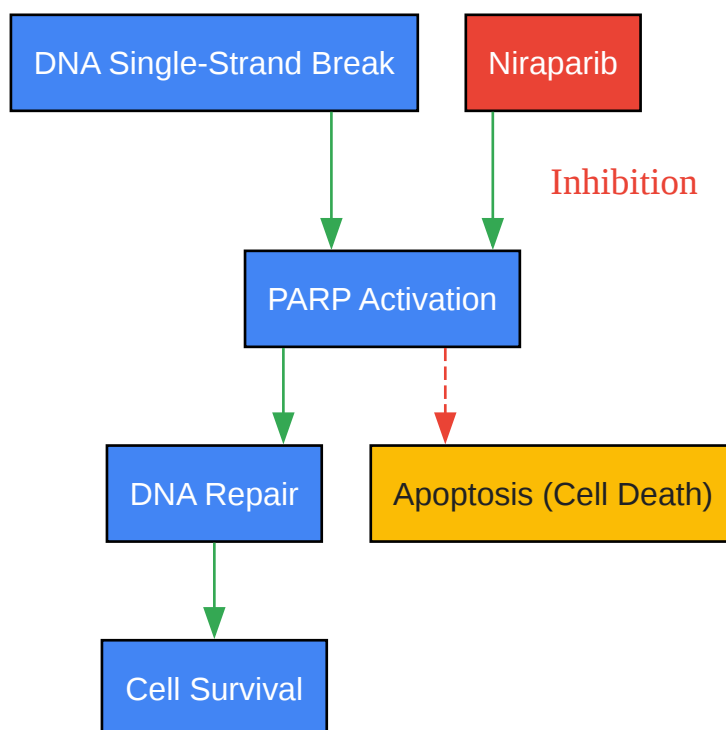 DNA Single-Strand Break
Niraparib
Inhibition
PARP Activation
DNA Repair
Apoptosis (Cell Death)
Cell Survival